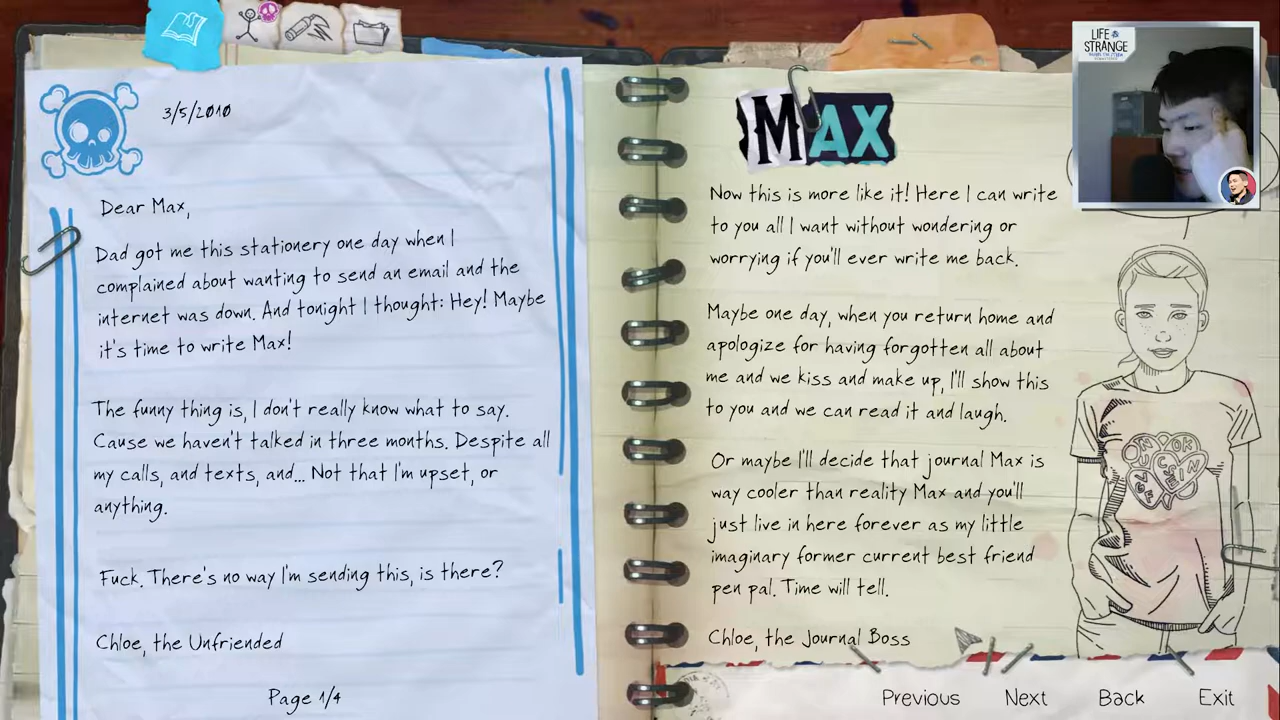 3/5/2010
Dear Max,
Dad got me this stationery one day when I
complained about wanting to send an email and the
internet was down. And tonight I thought: Hey! Maybe
it's time to write Max!
The funny thing is, I don't really know what to say.
Cause we haven't talked in three months. Despite all
my calls, and texts, and... Not that I'm upset, or
anything.
Fuck. There's no way I'm sending this, is there?
Chloe, the Unfriended
Page 1/4
MAX
Now this is more like it! Here I can write
to you all I want without wondering or
worrying if you'll ever write me back.
Maybe one day, when you return home and
apologize for having forgotten all about
me and we kiss and make up, I'll show this
to you and we can read it and laugh.
Or maybe I'll decide that journal Max is
way cooler than reality Max and you'll
just live in here forever as my little
imaginary former current best friend
pen pal. Time will tell.
Chloe, the Journal Boss
LIFE IS
STRANGE
Previous Next Back Exit